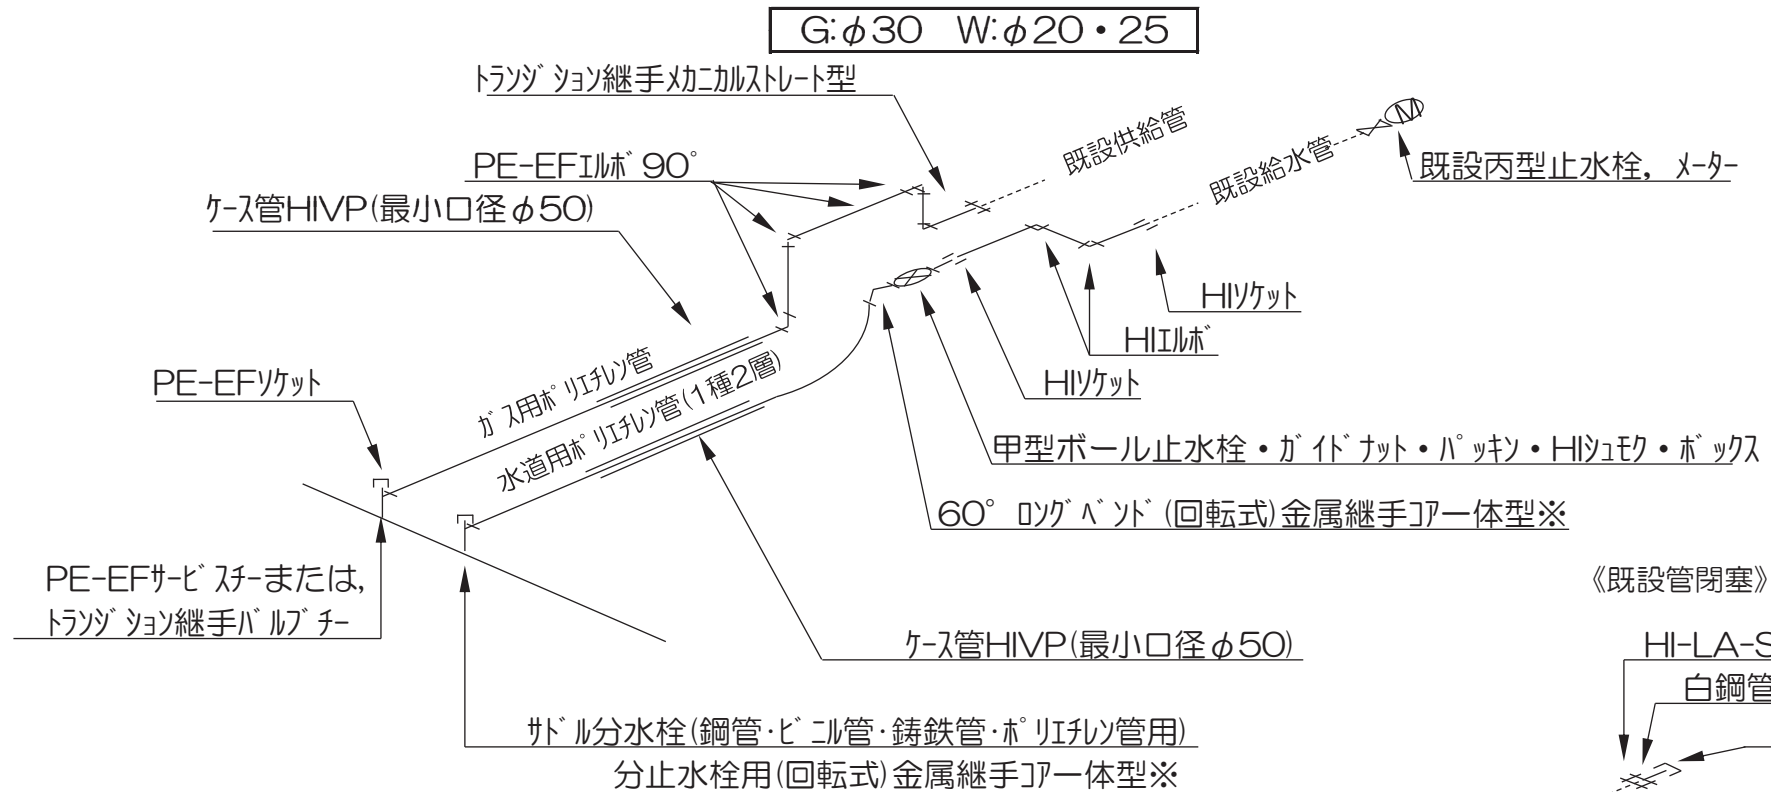 G:φ30 W:φ20・25
トランジション継手メカニカルストレート型
PE-EFエルボ90°
ケース管HIVP(最小口径φ50)
既設供給管
既設給水管
M
既設丙型止水栓, メーター
HIソケット
HIエルボ
HIソケット
PE-EFソケット
ガス用ポリエチレン管
水道用ポリエチレン管(1種2層)
甲型ボール止水栓・ガイドナット・パッキン・HIシュモク・ボックス
60°ロングベンド(回転式)金属継手コア一体型※
PE-EFサービスチーまたは,
トランジション継手バルブチー
《既設管閉塞》
ケース管HIVP(最小口径φ50)
HI-LA-S
白鋼管
サドル分水栓(鋼管・ビニル管・鋳鉄管・ポリエチレン管用)
分止水栓用(回転式)金属継手コア一体型※